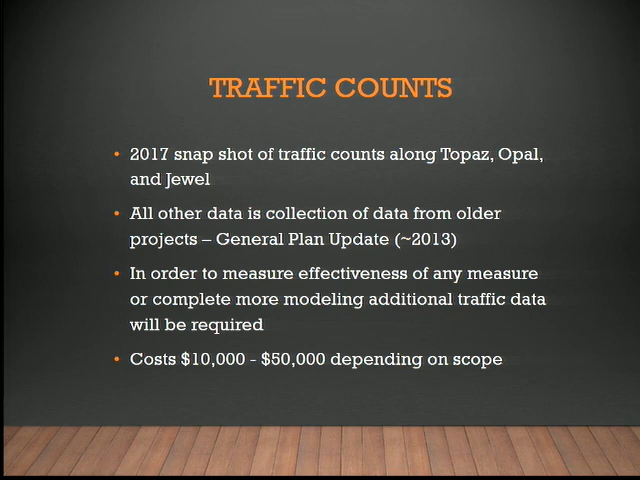 TRAFFIC COUNTS
• 2017 snap shot of traffic counts along Topaz, Opal,
and Jewel
• All other data is collection of data from older
projects – General Plan Update (~2013)
• In order to measure effectiveness of any measure
or complete more modeling additional traffic data
will be required
• Costs $10,000 - $50,000 depending on scope